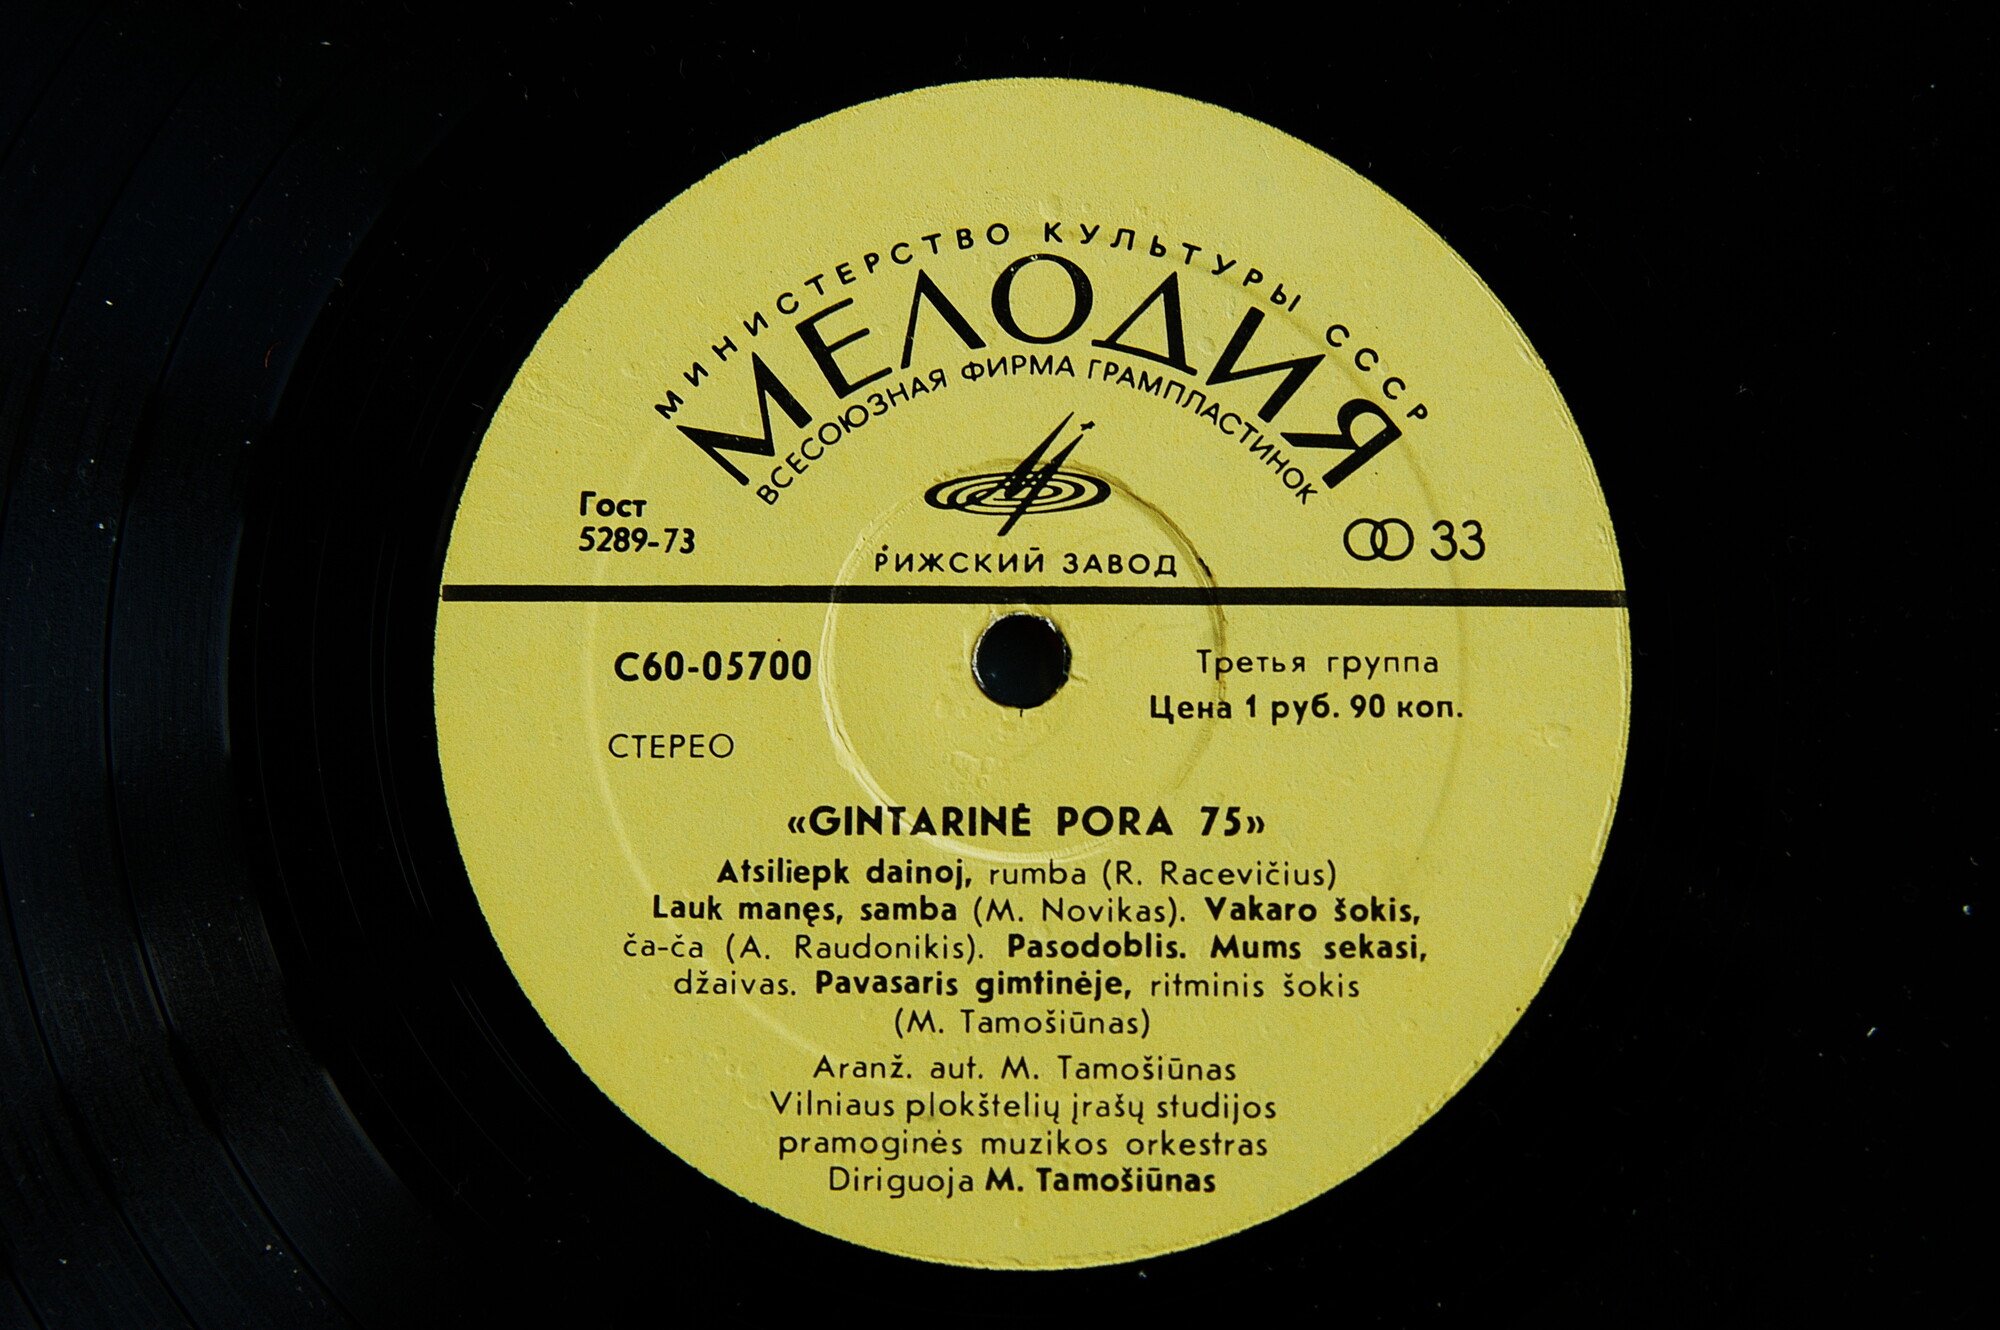 МИНИСТЕРСТВО КУЛЬТУРЫ СССР
МЕЛОДИЯ
ВСЕСОЮЗНАЯ ФИРМА ГРАМПЛАСТИНОК
Гост
5289-73
РИЖСКИЙ ЗАВОД
33
С60-05700
Третья группа
Цена 1 руб. 90 коп.
СТЕРЕО
«GINTARINĖ PORA 75»
Atsiliepk dainoj, rumba (R. Racevičius)
Lauk manęs, samba (M. Novikas). Vakaro šokis,
ča-ča (A. Raudonikis). Pasodoblis. Mums sekasi,
džaivas. Pavasaris gimtinėje, ritminis šokis
(M. Tamošiūnas)
Aranž. aut. M. Tamošiūnas
Vilniaus plokštelių įrašų studijos
pramoginės muzikos orkestras
Diriguoja M. Tamošiūnas